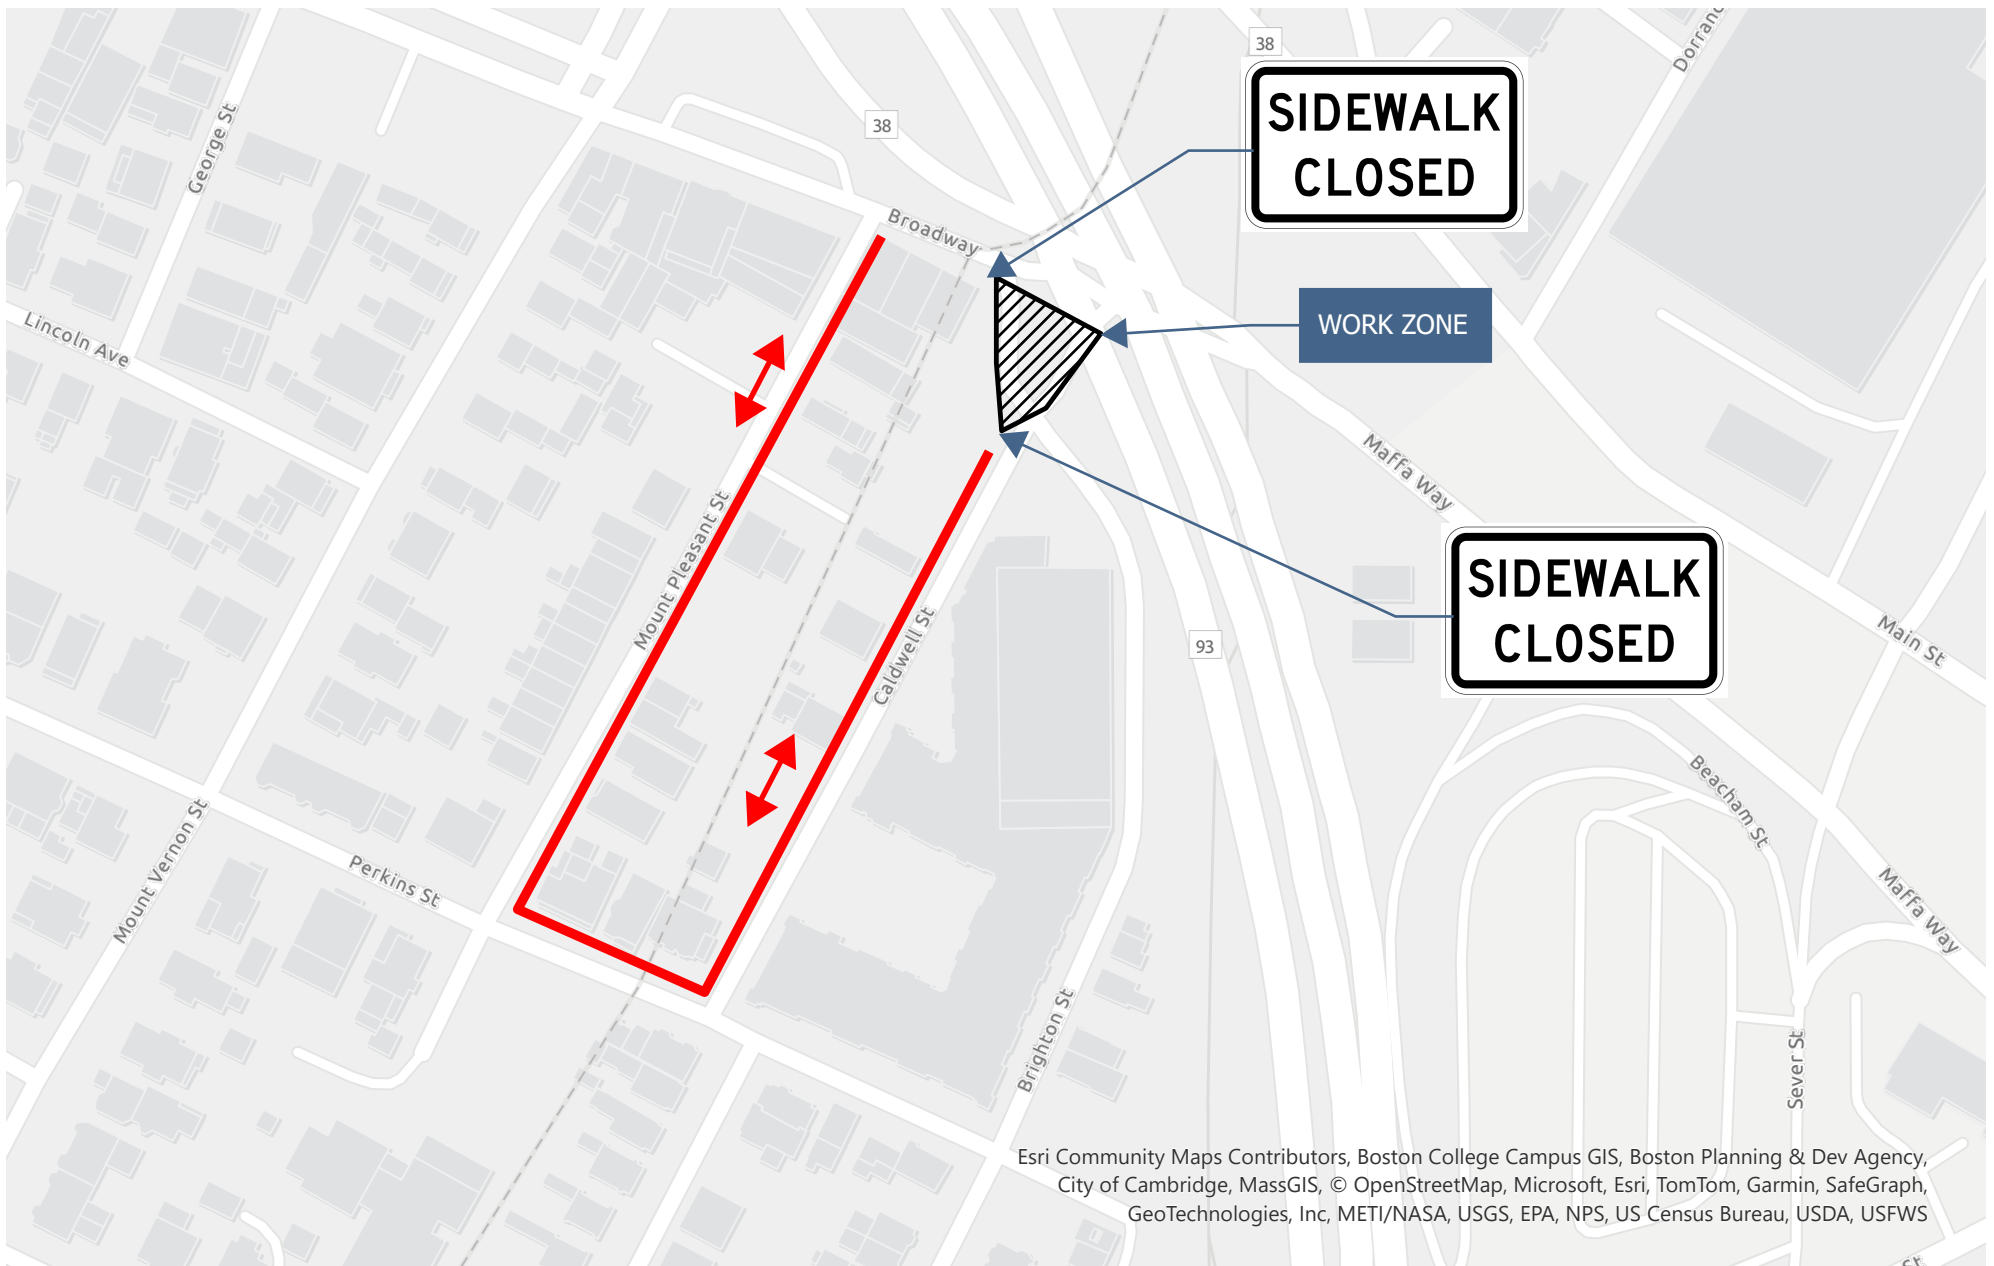 38
Dorranc
SIDEWALK
CLOSED
George St
38
Broadway
WORK ZONE
Lincoln Ave
Maffa Way
Mount Pleasant St
SIDEWALK
CLOSED
Caldwell St
93
Main St
Beacham St
Mount Vernon St
Perkins St
Maffa Way
Brighton St
Sever St
Esri Community Maps Contributors, Boston College Campus GIS, Boston Planning & Dev Agency,
City of Cambridge, MassGIS, © OpenStreetMap, Microsoft, Esri, TomTom, Garmin, SafeGraph,
GeoTechnologies, Inc, METI/NASA, USGS, EPA, NPS, US Census Bureau, USDA, USFWS
St